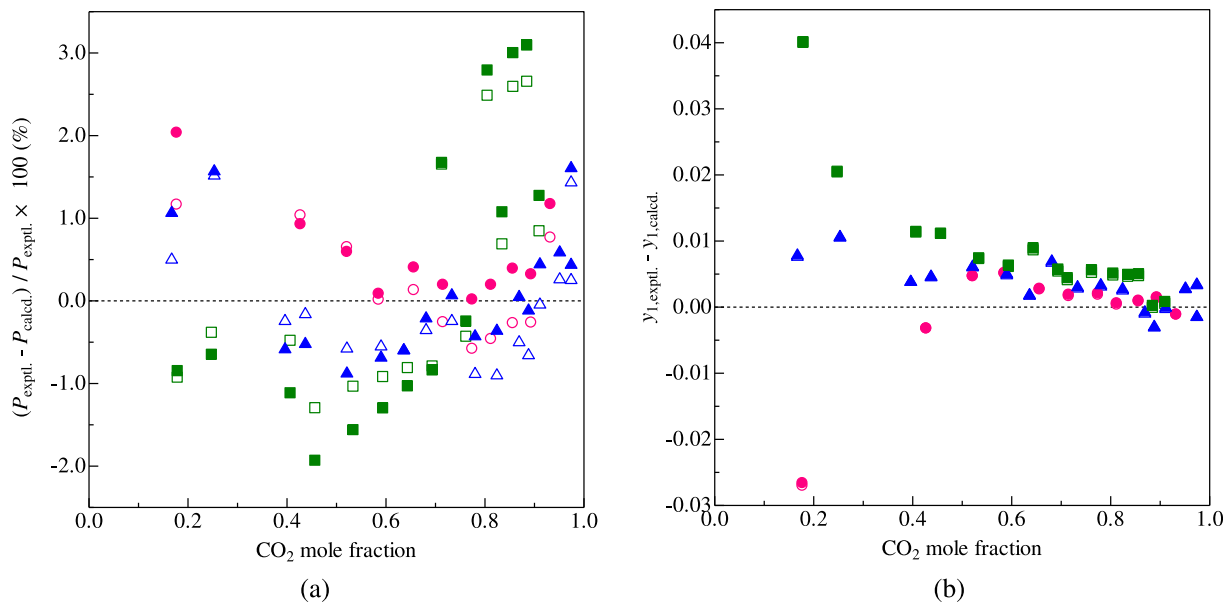 (P exptl. - P calcd.) / P exptl. × 100 (%)
3.0
2.0
1.0
0.0
-1.0
-2.0
0.0 0.2 0.4 0.6 0.8 1.0
CO2 mole fraction
(a)
y1,exptl. - y1,calcd.
0.04
0.03
0.02
0.01
0.00
-0.01
-0.02
-0.03
0.0 0.2 0.4 0.6 0.8 1.0
CO2 mole fraction
(b)